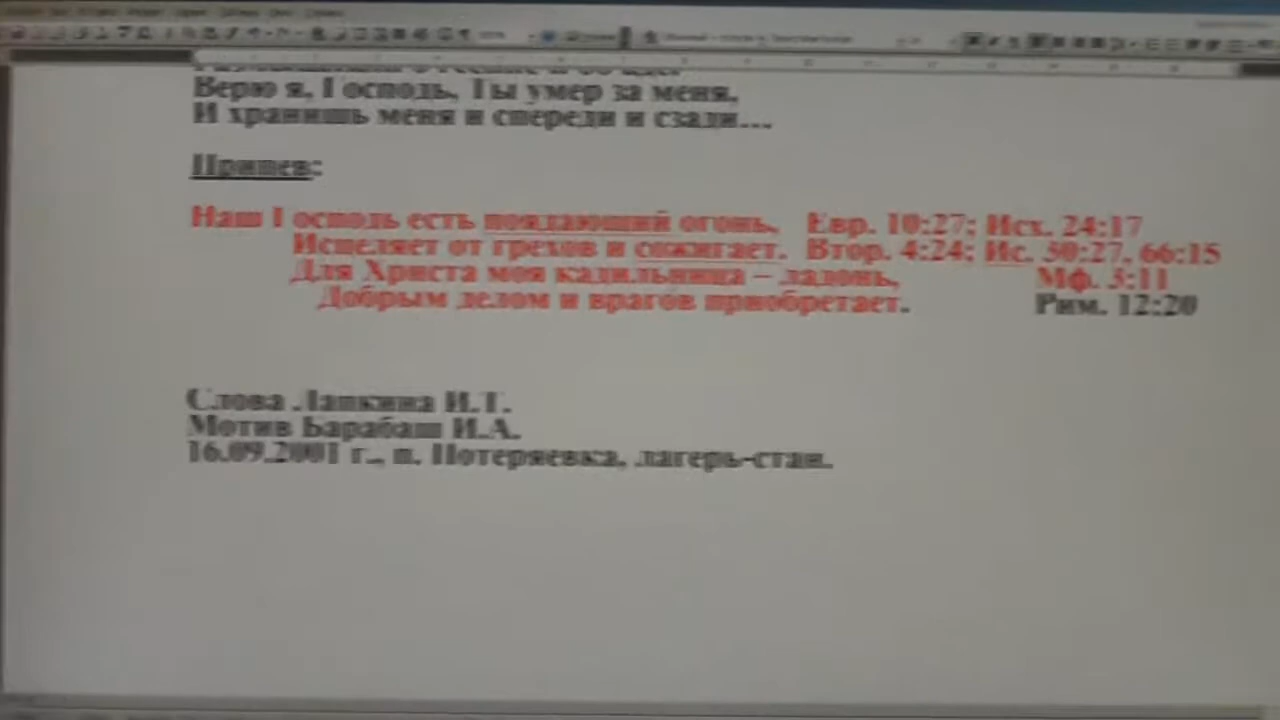 Верю я, Господь, Ты умер за меня,
И хранишь меня и спереди и сзади...
Припев:
Наш Господь есть поядающий огонь, Евр. 10:27; Исх. 24:17
Исцеляет от грехов и сожигает. Втор. 4:24; Ис. 30:27, 66:15
Для Христа моя кадильница – ладонь, Мф. 3:11
Добрым делом и врагов приобретает. Рим. 12:20
Слова Лапкина И.Т.
Мотив Барабаш И.А.
16.09.2001 г., п. Потеряевка, лагерь-стан.